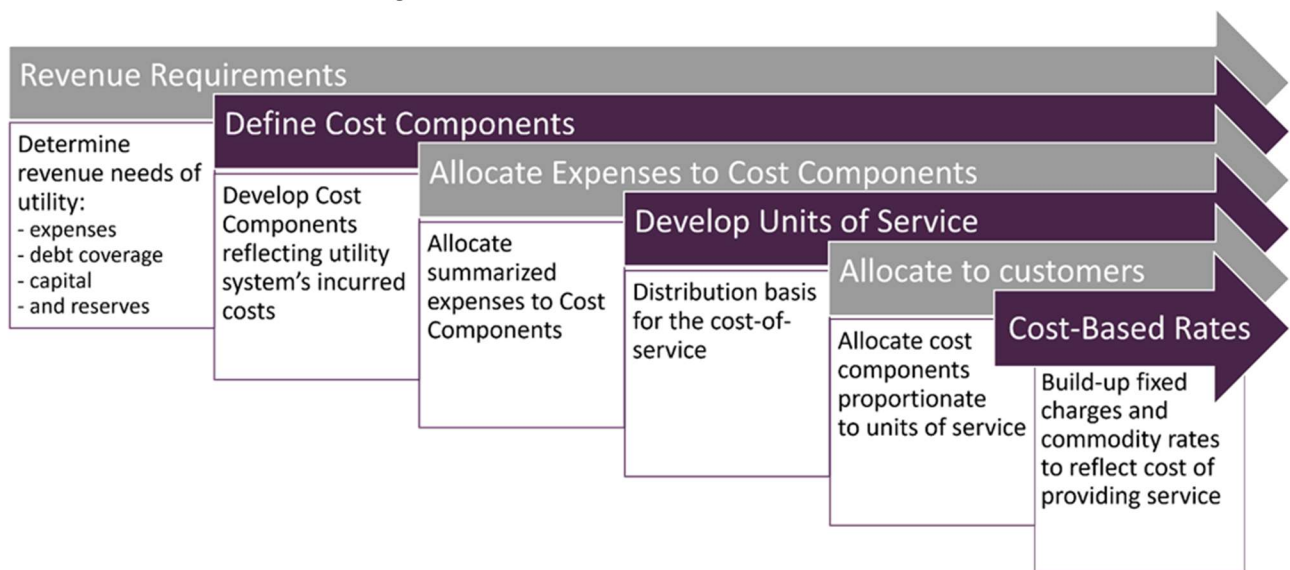 Revenue Requirements
Determine
revenue needs of
utility:
- expenses
- debt coverage
- capital
- and reserves
Define Cost Components
Develop Cost
Components
reflecting utility
system’s incurred
costs
Allocate Expenses to Cost Components
Allocate
summarized
expenses to Cost
Components
Develop Units of Service
Distribution basis
for the cost-of-
service
Allocate to customers
Allocate cost
components
proportionate
to units of service
Cost-Based Rates
Build-up fixed
charges and
commodity rates
to reflect cost of
providing service